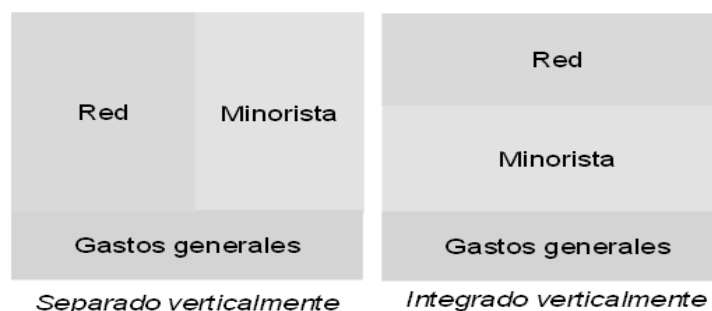 Red
Minorista
Gastos generales
Separado verticalmente
Red
Minorista
Gastos generales
Integrado verticalmente